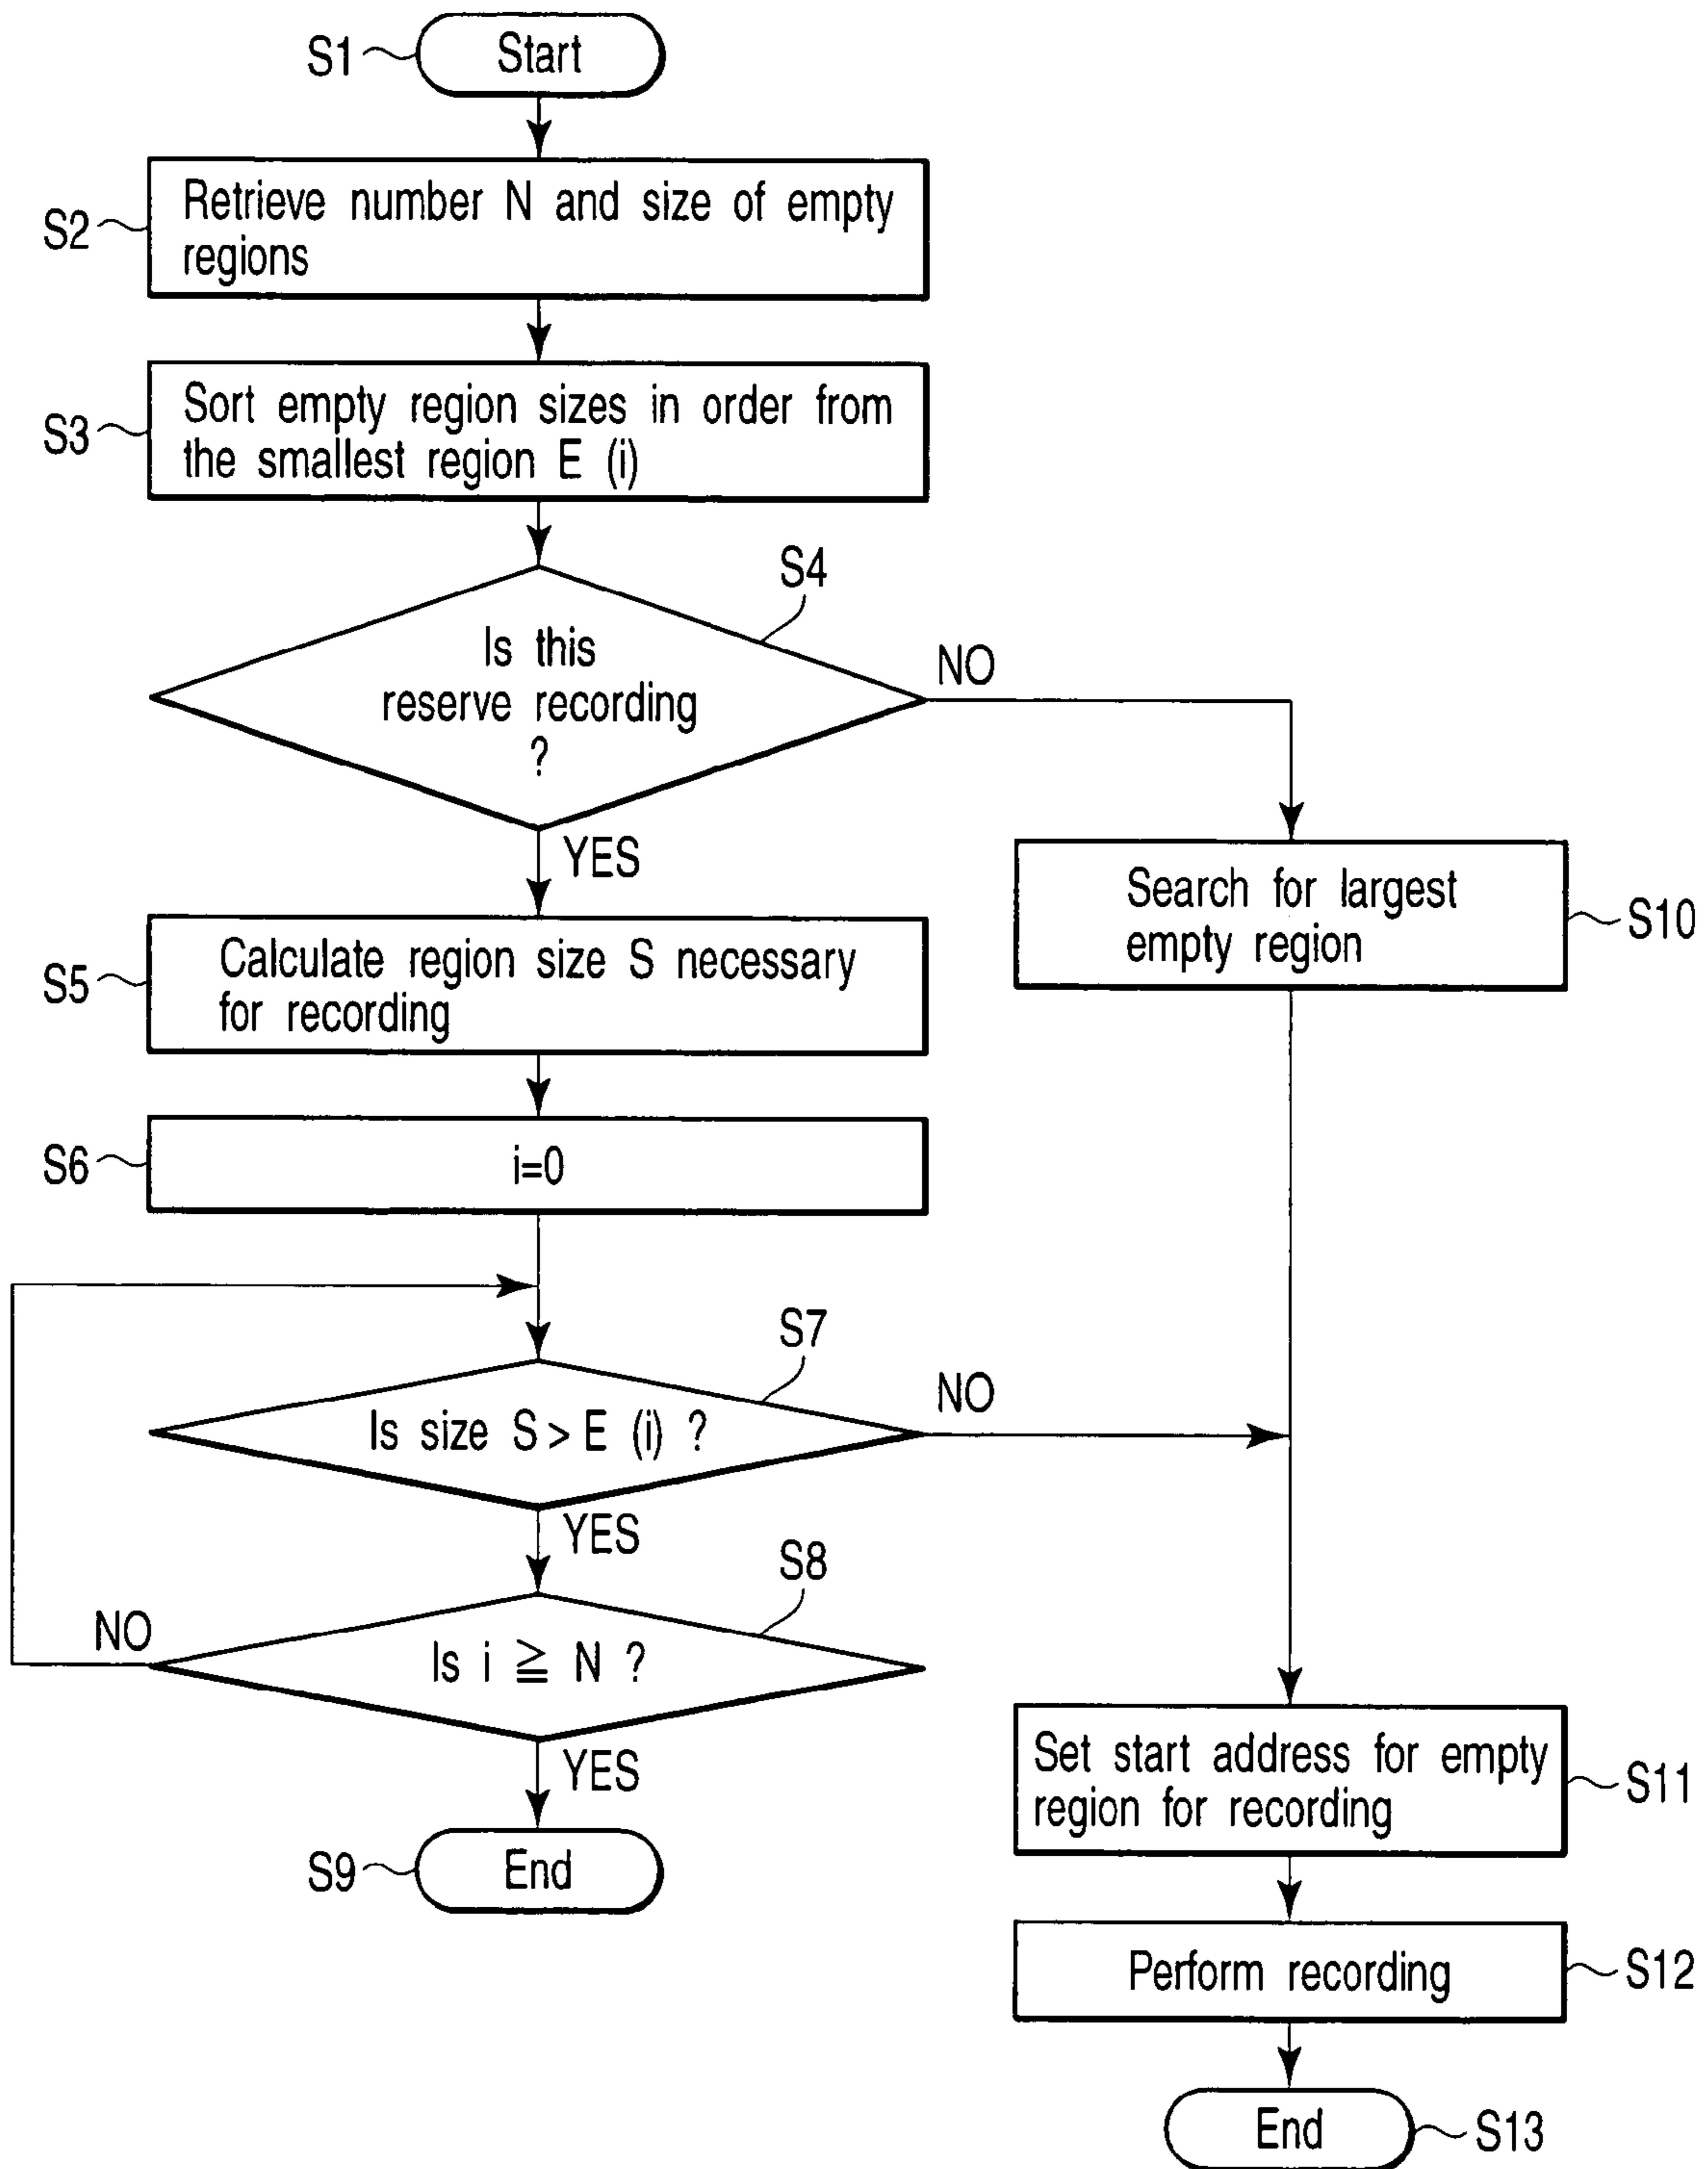 S1
Start
S2
Retrieve number N and size of empty
regions
S3
Sort empty region sizes in order from
the smallest region E (i)
S4
Is this
reserve recording
?
NO
YES
Search for largest
empty region
S10
S5
Calculate region size S necessary
for recording
S6
i=0
S7
Is size S > E (i) ?
NO
YES
S8
Is i ≧ N ?
NO
YES
Set start address for empty
region for recording
S11
S9
End
Perform recording
S12
End
S13